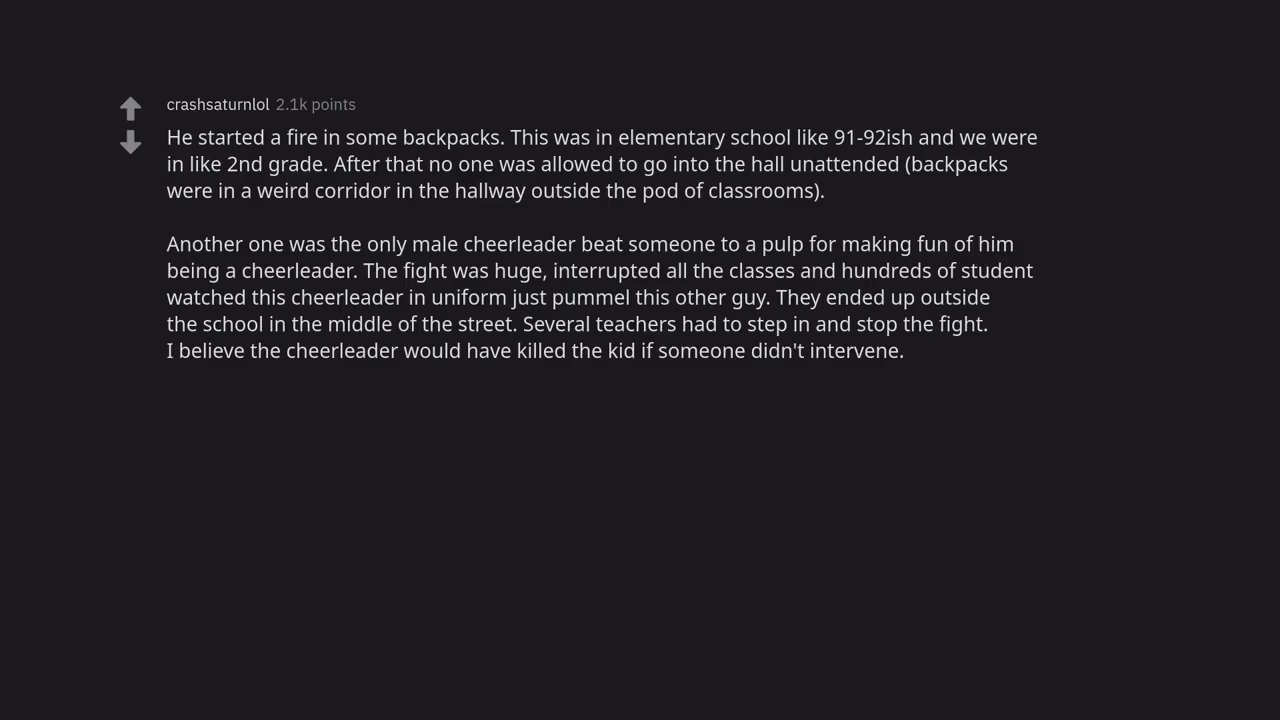 crashsaturnlol 2.1k points
He started a fire in some backpacks. This was in elementary school like 91-92ish and we were
in like 2nd grade. After that no one was allowed to go into the hall unattended (backpacks
were in a weird corridor in the hallway outside the pod of classrooms).
Another one was the only male cheerleader beat someone to a pulp for making fun of him
being a cheerleader. The fight was huge, interrupted all the classes and hundreds of student
watched this cheerleader in uniform just pummel this other guy. They ended up outside
the school in the middle of the street. Several teachers had to step in and stop the fight.
I believe the cheerleader would have killed the kid if someone didn't intervene.